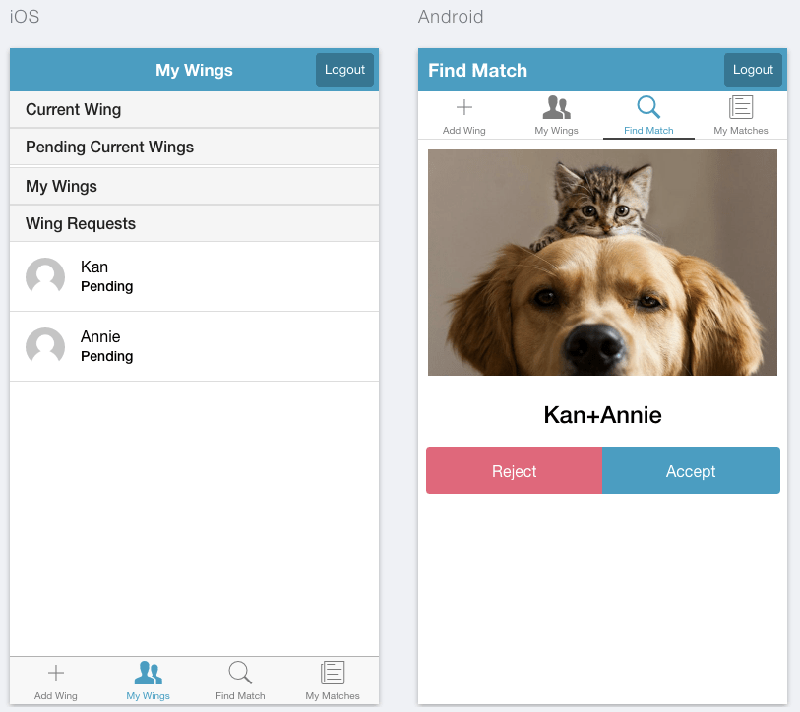 iOS
My Wings
Logout
Current Wing
Pending Current Wings
My Wings
Wing Requests
Kan
Pending
Annie
Pending
Add Wing
My Wings
Find Match
My Matches
Android
Find Match
Logout
Add Wing
My Wings
Find Match
My Matches
Kan+Annie
Reject
Accept